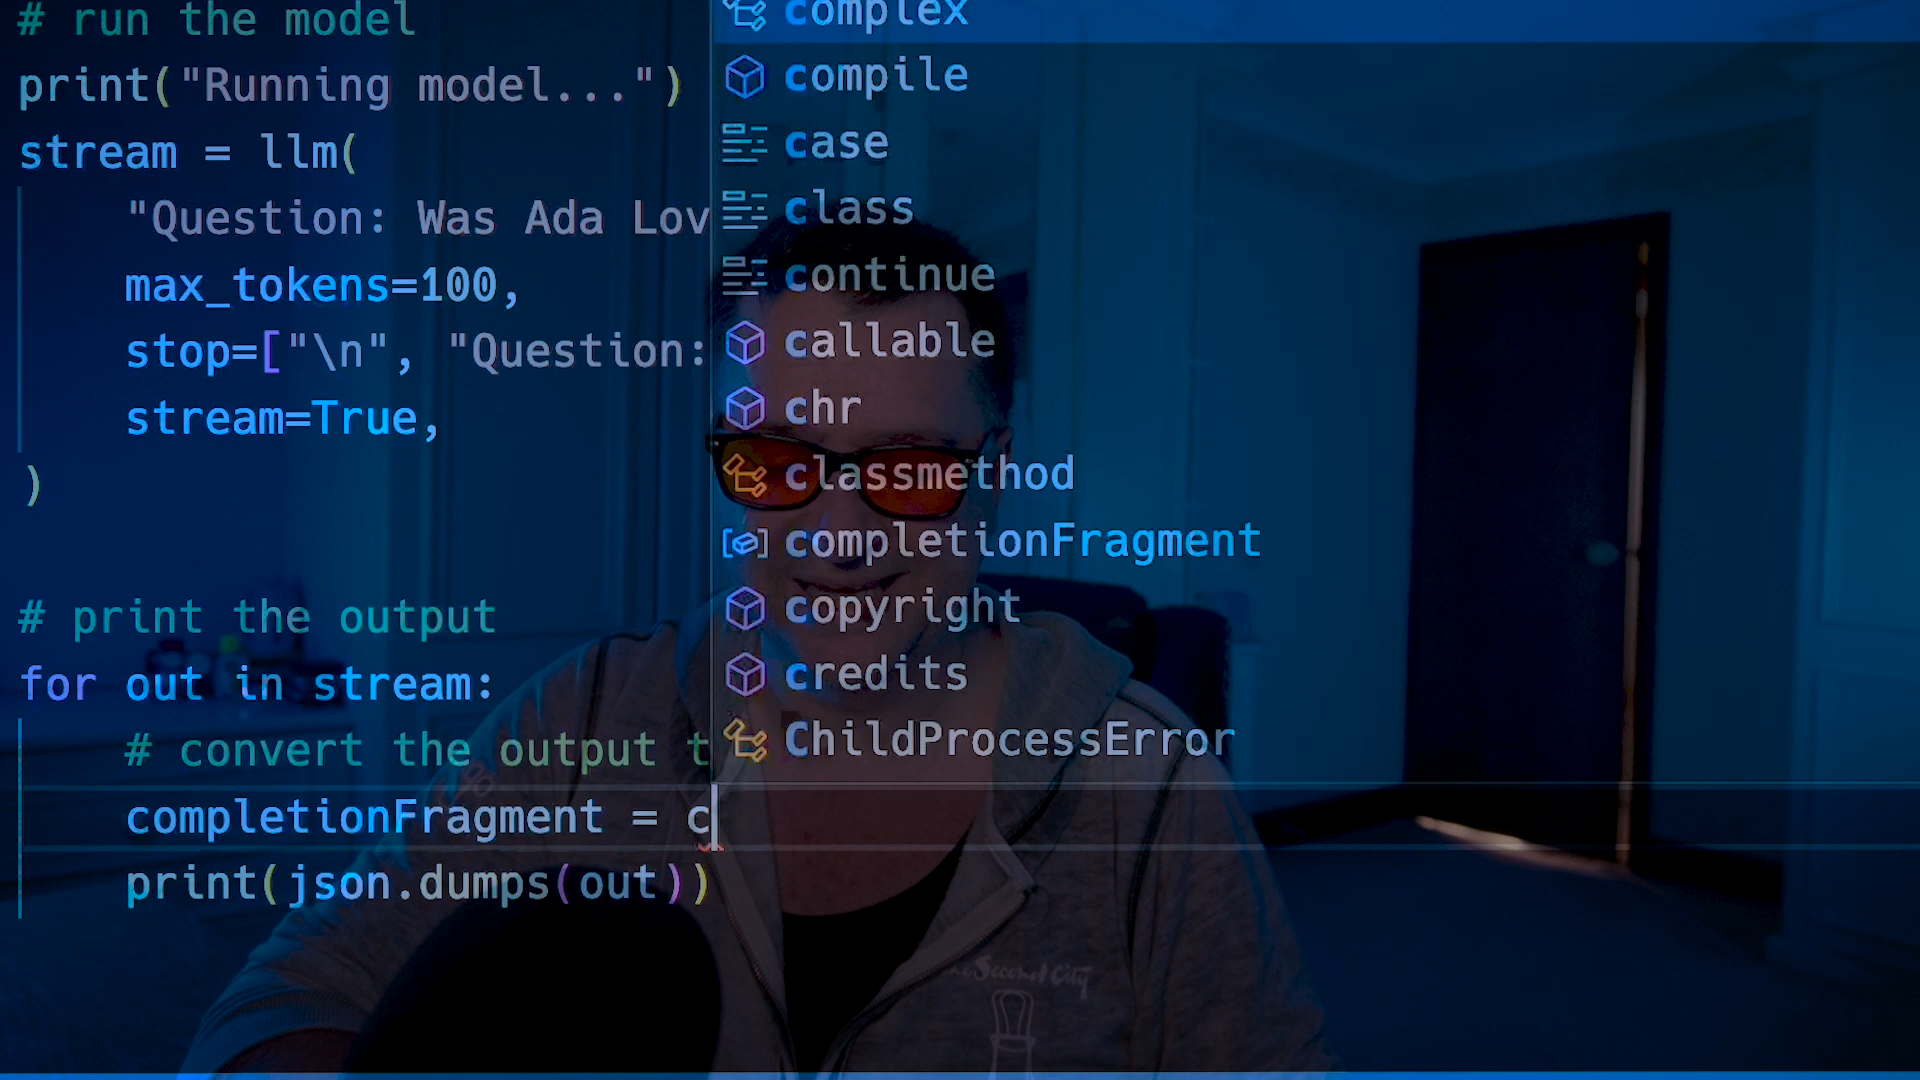 # run the model
print("Running model...")
stream = llm(
"Question: Was Ada Lov
max_tokens=100,
stop=["\n", "Question:
stream=True,
)
# print the output
for out in stream:
# convert the output t
completionFragment = c
print(json.dumps(out))
complex
compile
case
class
continue
callable
chr
classmethod
completionFragment
copyright
credits
ChildProcessError
Second City